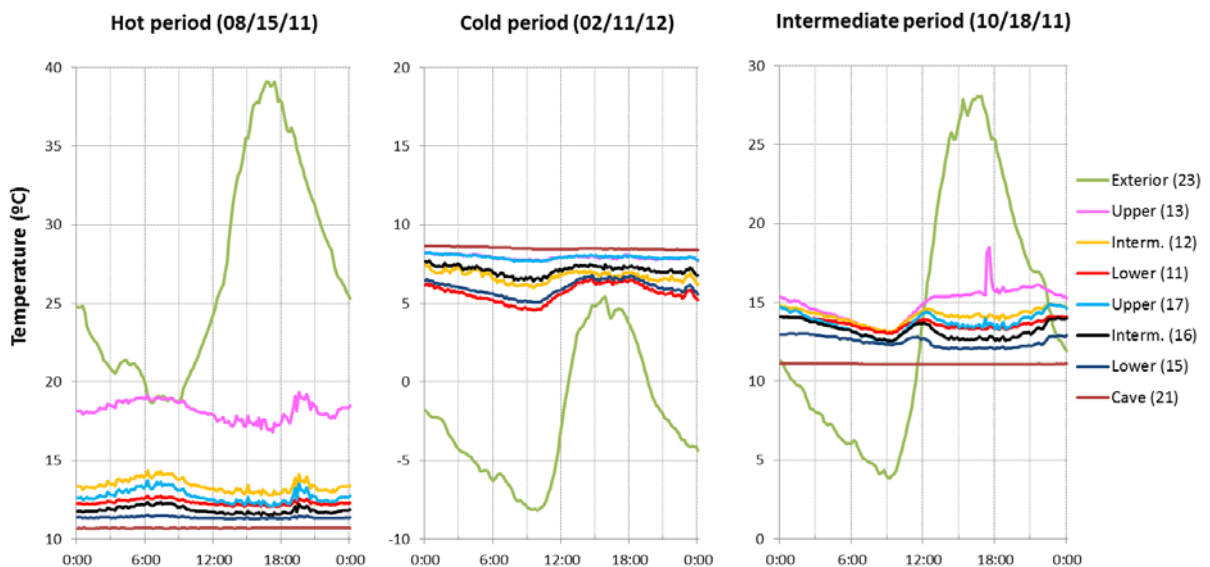 Hot period (08/15/11)
Cold period (02/11/12)
Intermediate period (10/18/11)
Temperature (ºC)
40
35
30
25
20
15
10
0:00 6:00 12:00 18:00 0:00
20
15
10
5
0
-5
-10
0:00 6:00 12:00 18:00 0:00
30
25
20
15
10
5
0
0:00 6:00 12:00 18:00 0:00
Exterior (23)
Upper (13)
Interm. (12)
Lower (11)
Upper (17)
Interm. (16)
Lower (15)
Cave (21)